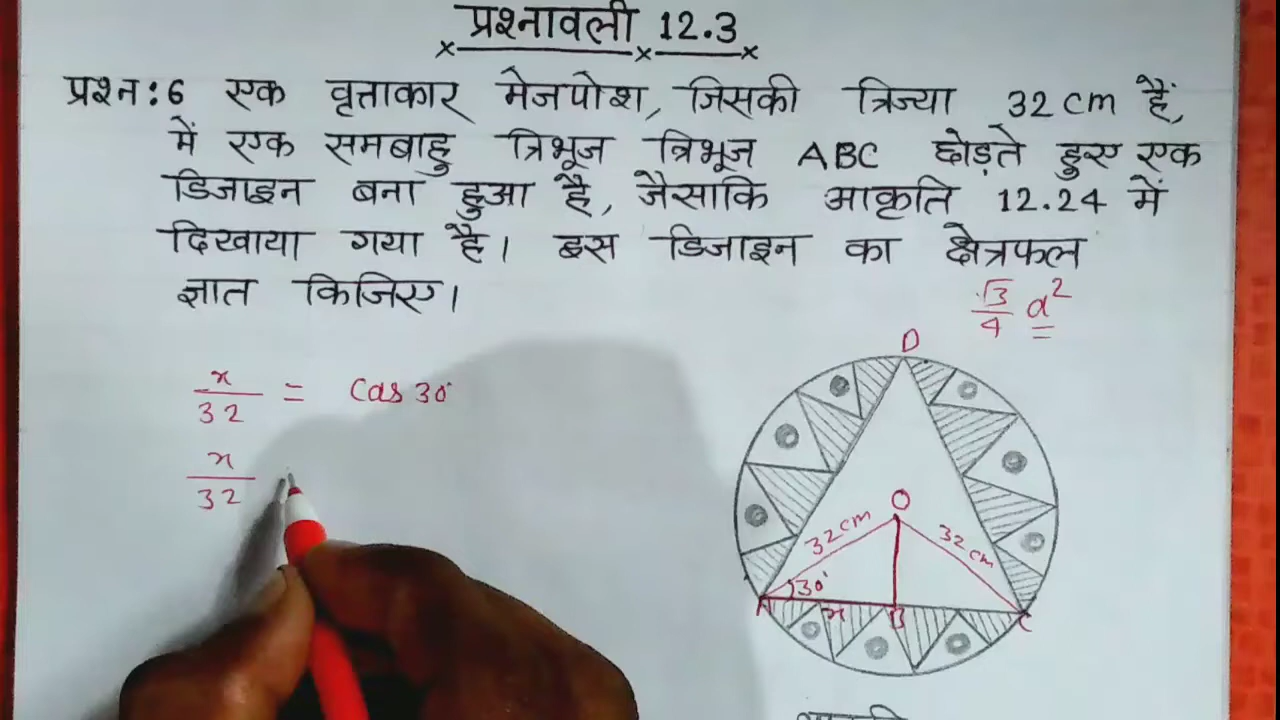 प्रश्नावली 12.3
प्रश्न:6 एक वृत्ताकार मेजपोश, जिसकी त्रिज्या 32 cm हैं,
में एक समबाहु त्रिभूज त्रिभूज ABC छोड़ते हुए एक
डिजाइन बना हुआ है, जैसाकि आकृति 12.24 में
दिखाया गया है। इस डिजाइन का क्षेत्रफल
ज्ञात किजिए।
√3/4 a²
x/32 = Cos 30°
x/32
D
O
32 cm 32 cm
30°
A x B C